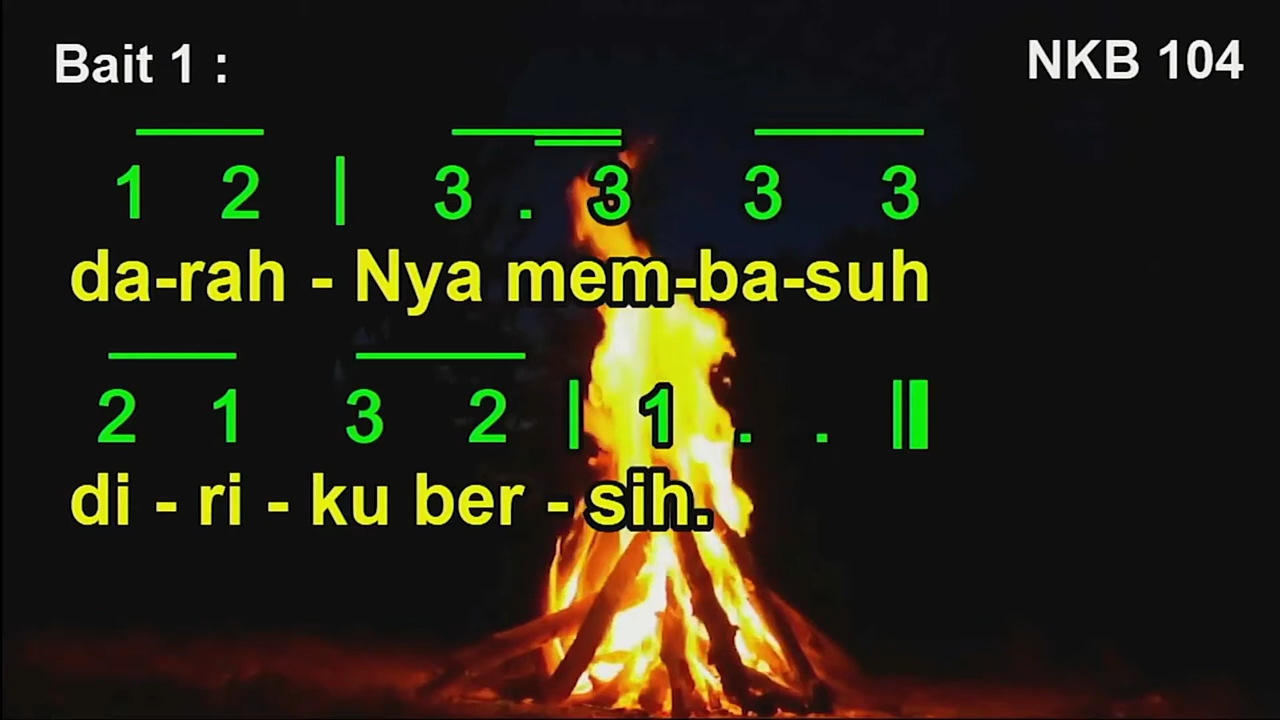 Bait 1 : NKB 104
1 2 | 3 . 3 3 3
da-rah - Nya mem-ba-suh
2 1 3 2 | 1 . . ||
di - ri - ku ber - sih.